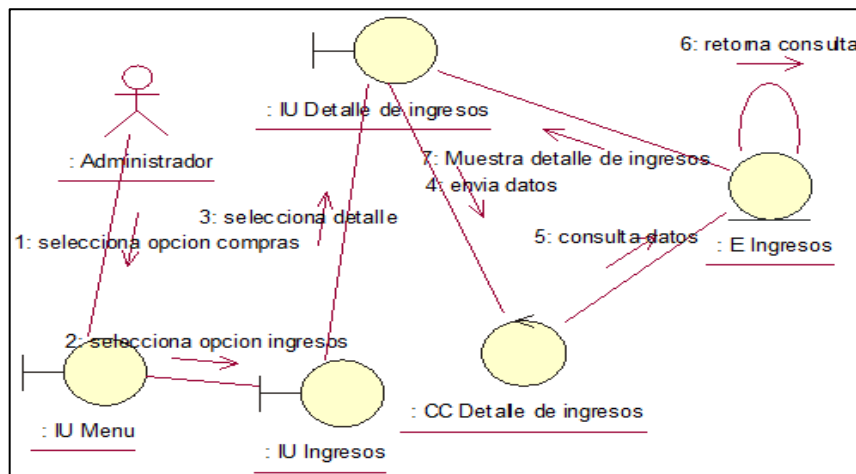 6: retorna consulta
: IU Detalle de ingresos
: Administrador
7: Muestra detalle de ingresos
4: envia datos
3: selecciona detalle
1: selecciona opcion compras
5: consulta datos
: E Ingresos
2: selecciona opcion ingresos
: CC Detalle de ingresos
: IU Menu
: IU Ingresos